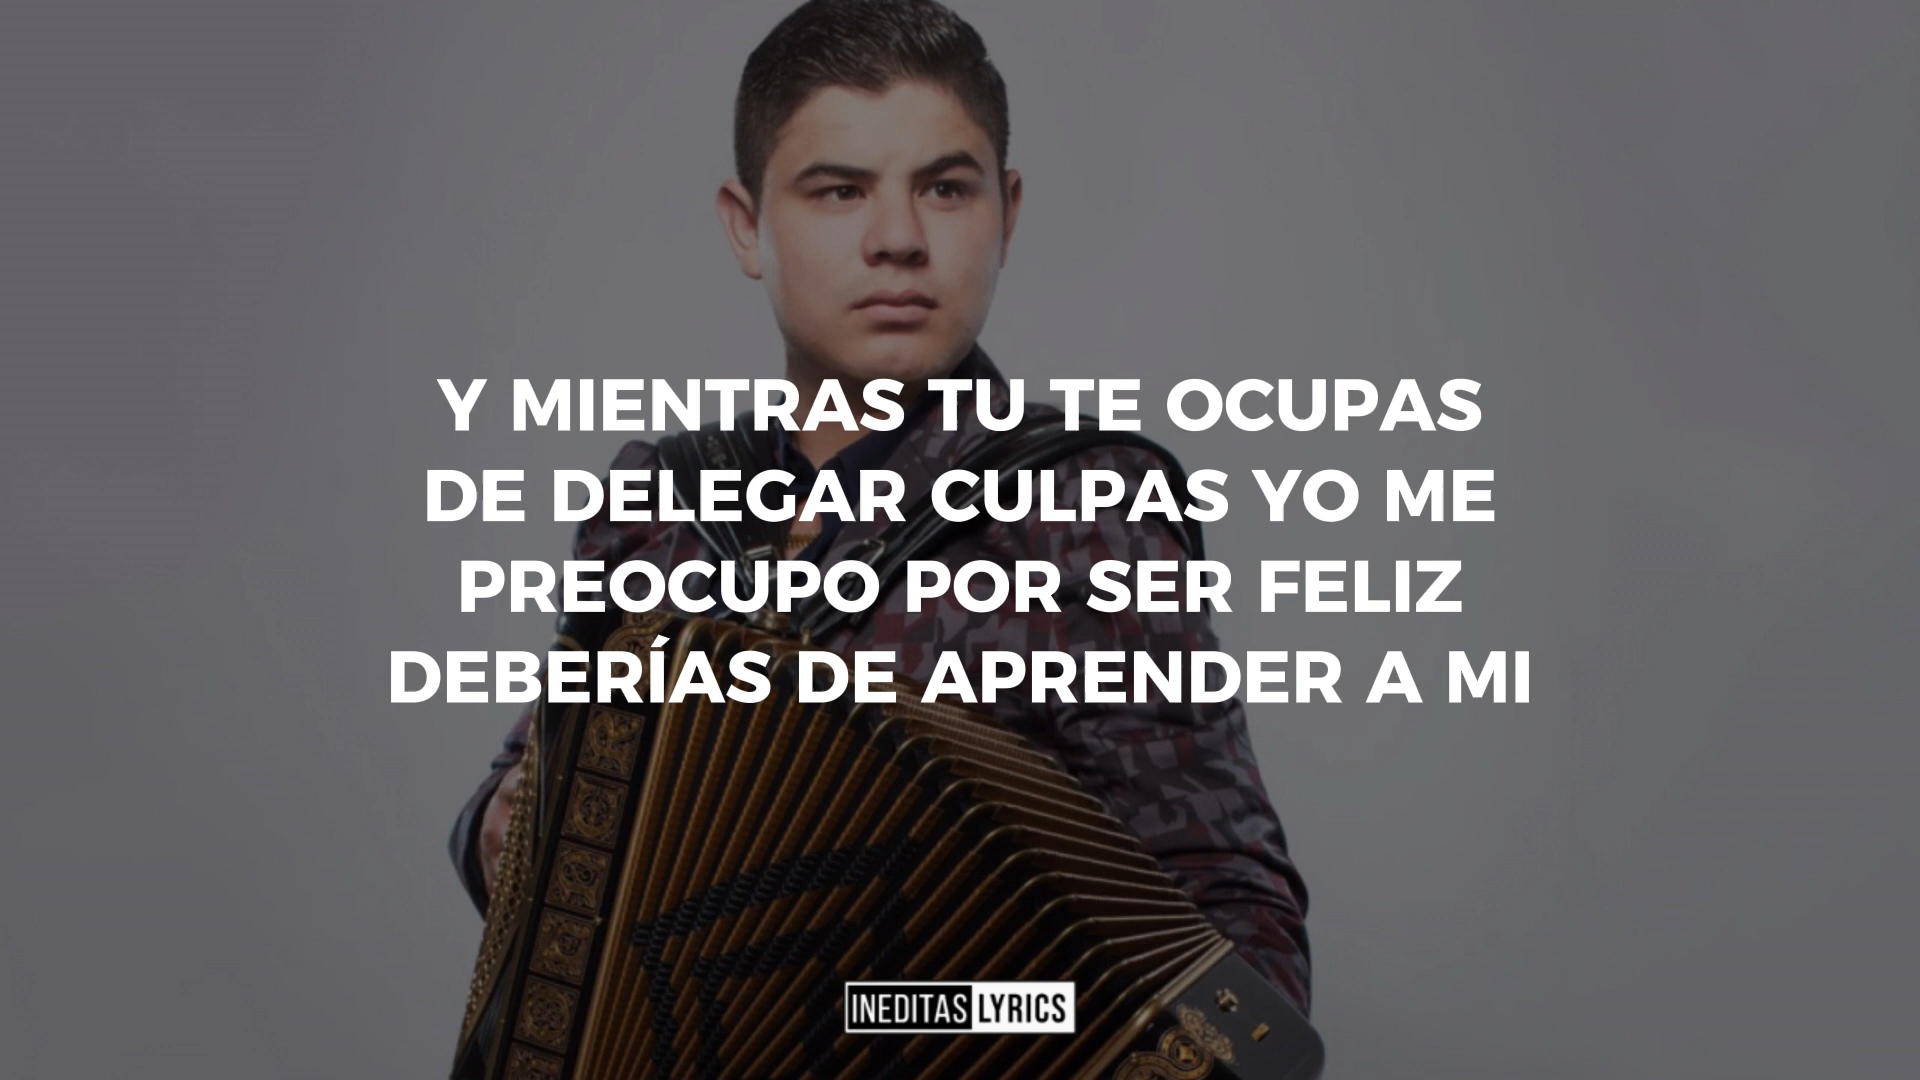 Y MIENTRAS TU TE OCUPAS
DE DELEGAR CULPAS YO ME
PREOCUPO POR SER FELIZ
DEBERÍAS DE APRENDER A MI
INEDITAS LYRICS